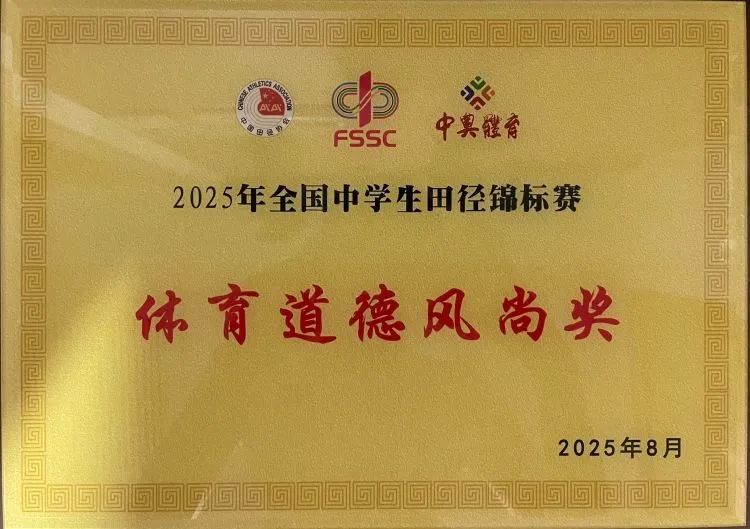 CHINESE ATHLETICS ASSOCIATION
中国田径协会
FSSC
中奥體育
2025年全国中学生田径锦标赛
体育道德风尚奖
2025年8月